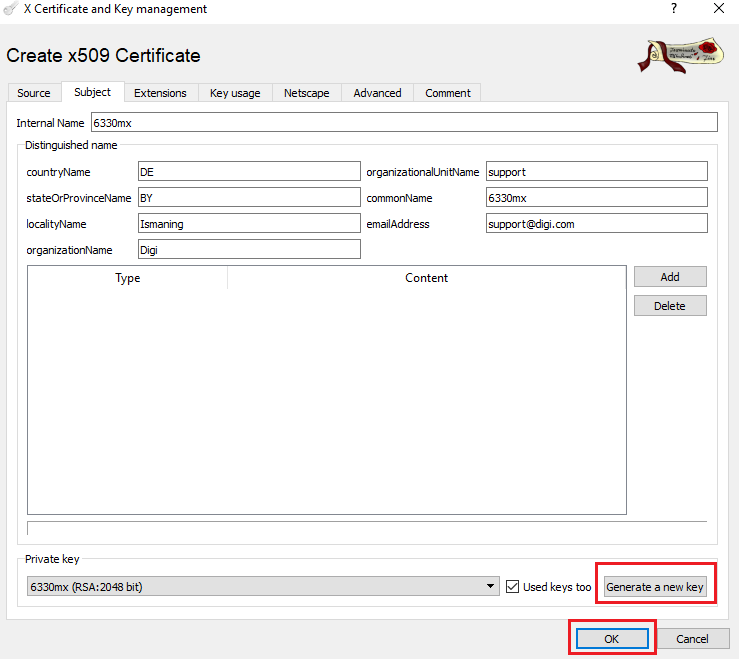 X Certificate and Key management
?
Create x509 Certificate
Source Subject Extensions Key usage Netscape Advanced Comment
Internal Name 6330mx
Distinguished name
countryName DE organizationalUnitName support
stateOrProvinceName BY commonName 6330mx
localityName Ismaning emailAddress support@digi.com
organizationName Digi
Type Content Add
Delete
Private key
6330mx (RSA:2048 bit) Used keys too Generate a new key
OK Cancel